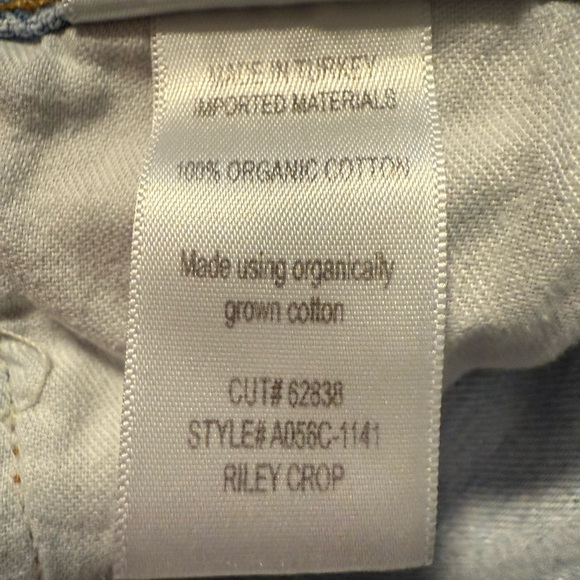 MADE IN TURKEY
IMPORTED MATERIALS
100% ORGANIC COTTON
Made using organically
grown cotton
CUT# 62838
STYLE# A056C-1141
RILEY CROP